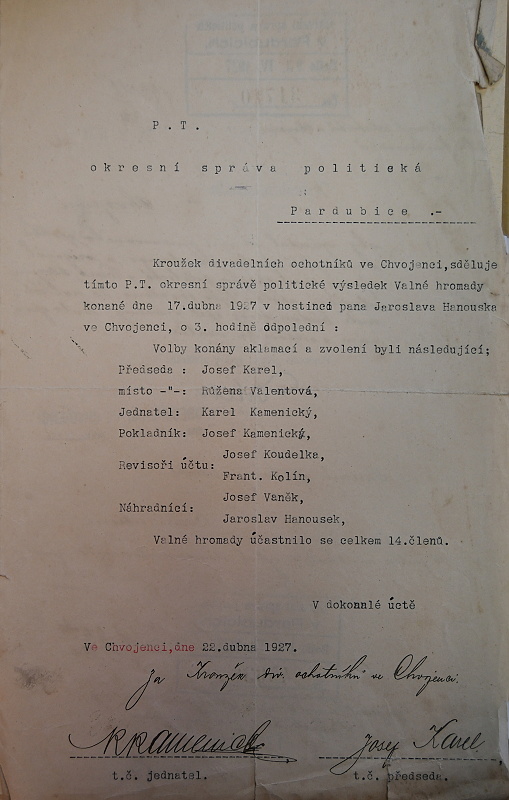 P.T.
okresní správa politická
Pardubice .-
Kroužek divadelních ochotníků ve Chvojenci,sděluje
tímto P.T. okresní správě politické výsledek Valné hromady
konané dne 17.dubna 1927 v hostinci pana Jaroslava Hanouska
ve Chvojenci, o 3. hodině odpolední :
Volby konány aklamací a zvoleni byli následující;
Předseda : Josef Karel,
místo -"-: Růžena Valentová,
Jednatel: Karel Kamenický,
Pokladník: Josef Kamenický,
Revisoři účtu: Josef Koudelka,
Frant. Kolín,
Náhradníci: Josef Vaněk,
Jaroslav Hanousek,
Valné hromady účastnilo se celkem 14.členů.
V dokonalé úctě
Ve Chvojenci,dne 22.dubna 1927.
Za Kroužek div. ochotníků ve Chvojenci.
KKamenický Josef Karel
t.č. jednatel. t.č. předseda.